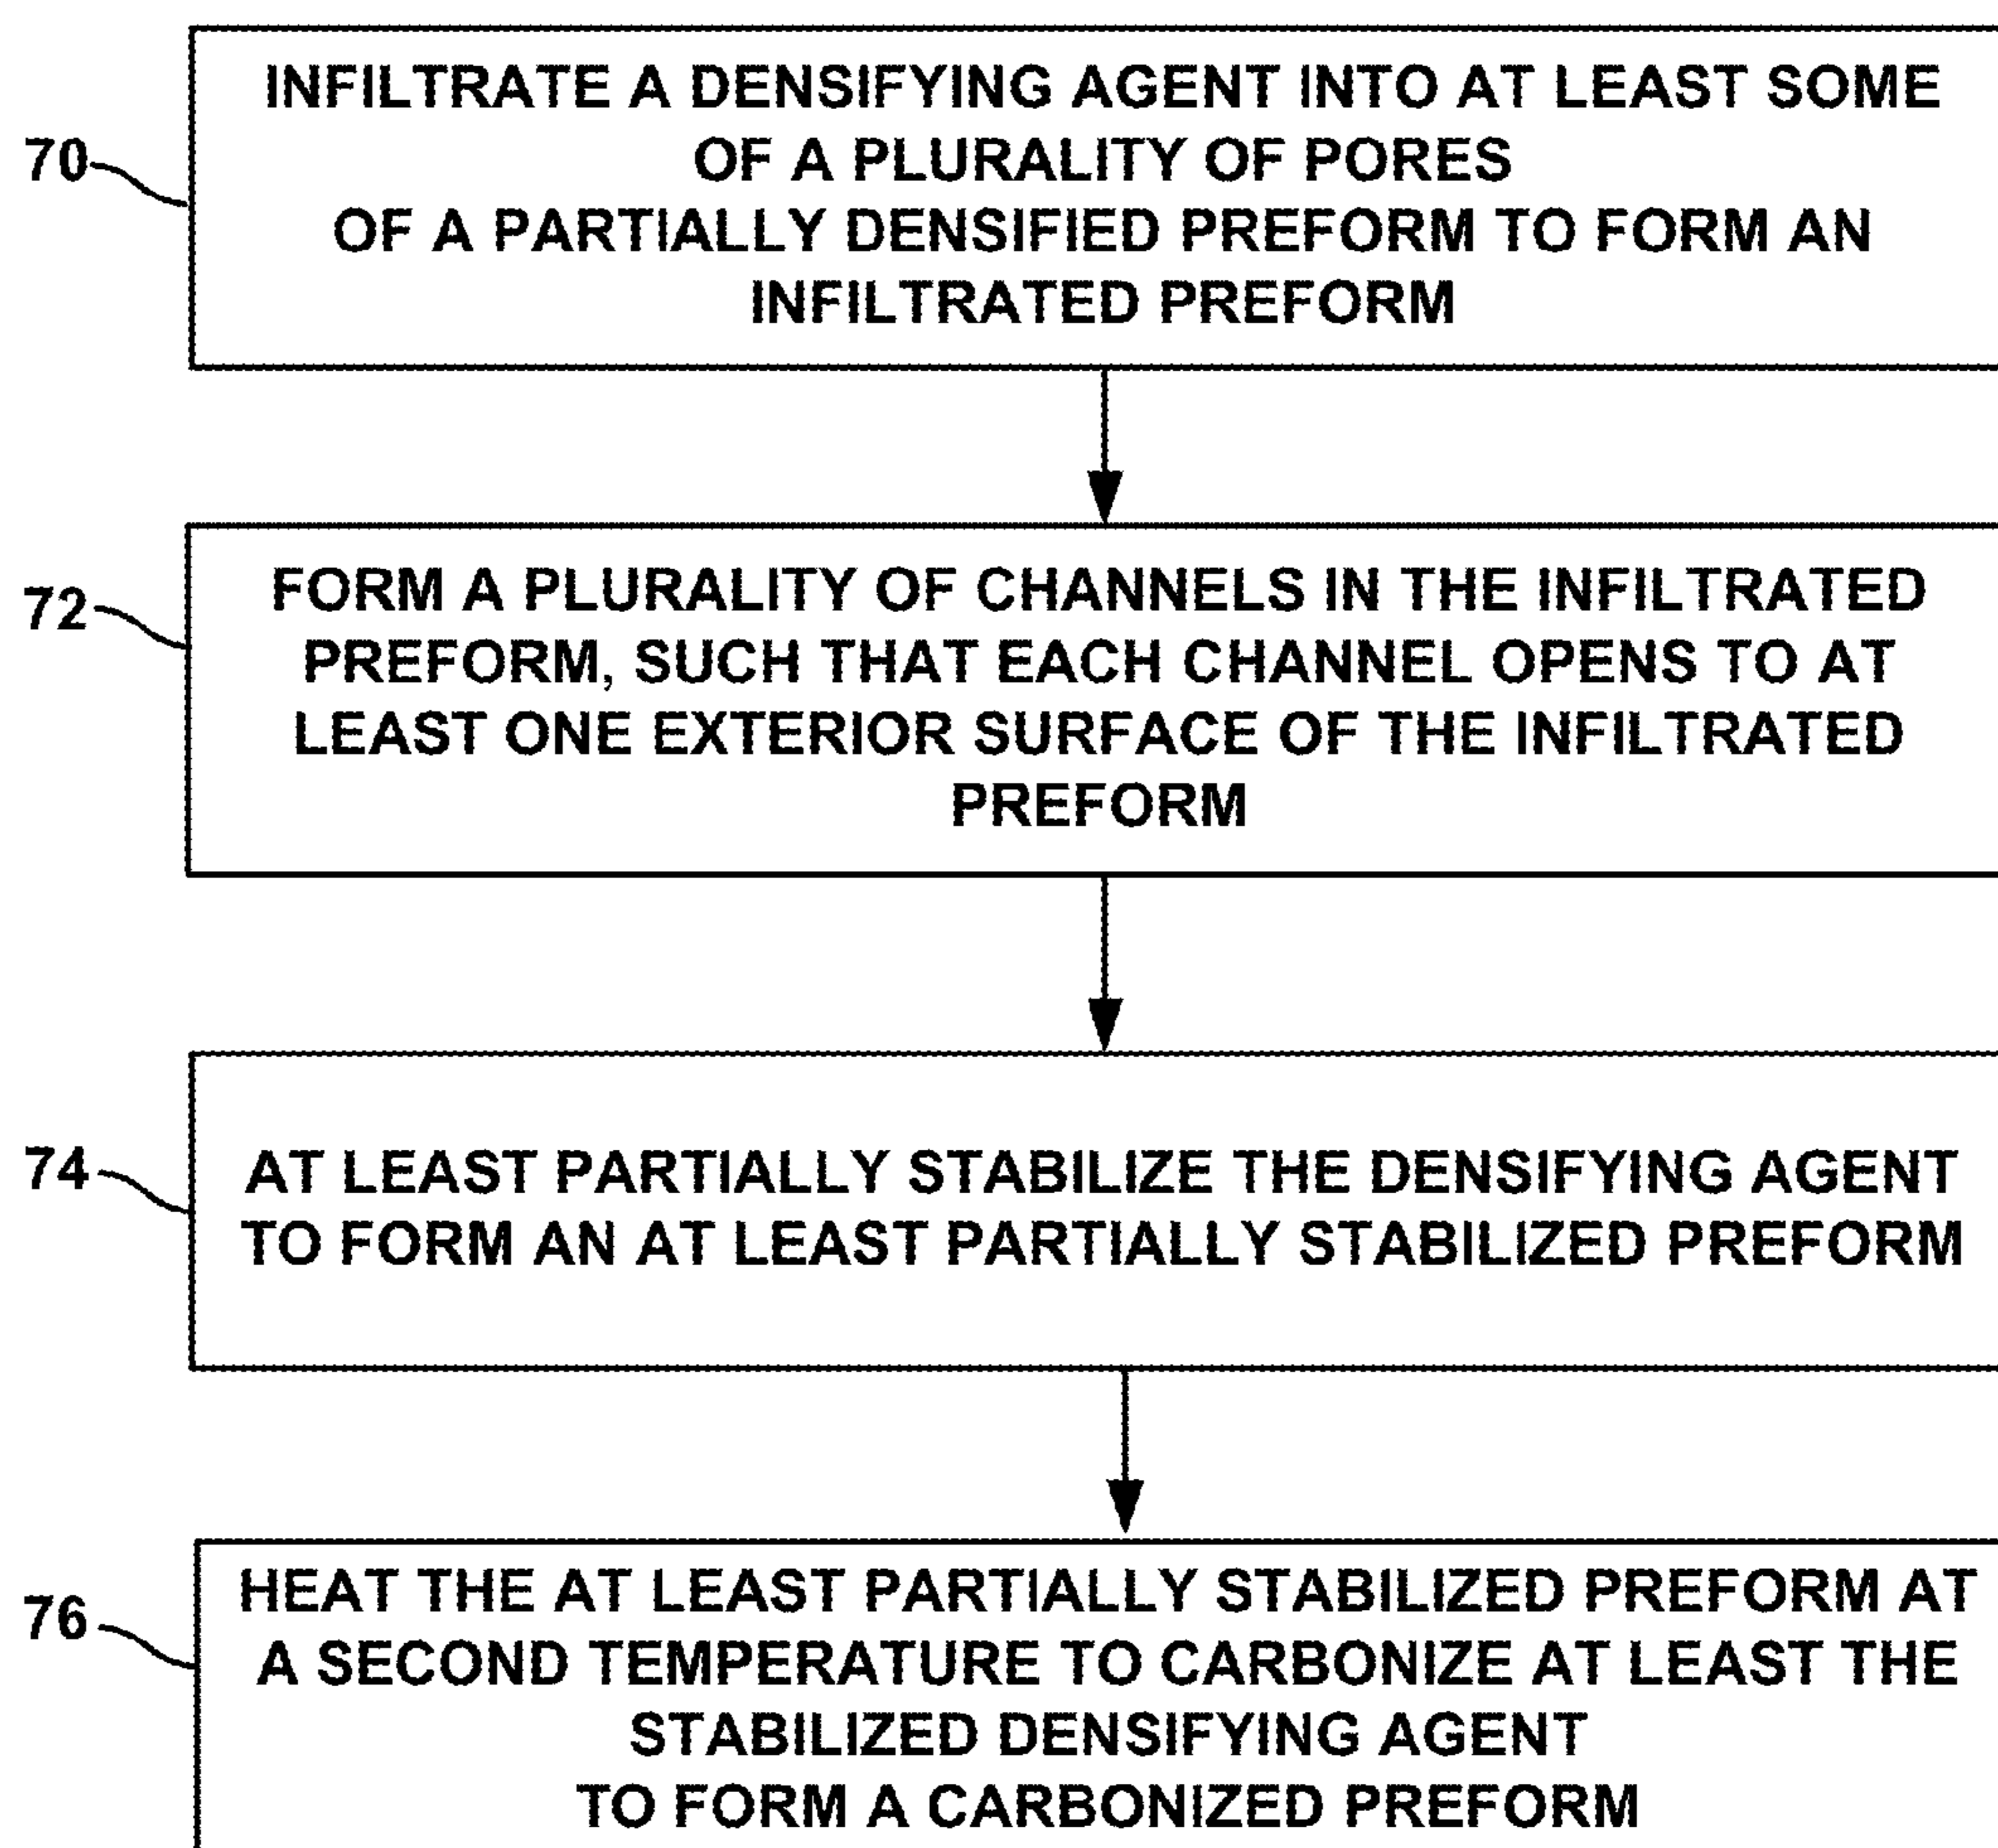 INFILTRATE A DENSIFYING AGENT INTO AT LEAST SOME
OF A PLURALITY OF PORES
70
OF A PARTIALLY DENSIFIED PREFORM TO FORM AN
INFILTRATED PREFORM
FORM A PLURALITY OF CHANNELS IN THE INFILTRATED
72
PREFORM, SUCH THAT EACH CHANNEL OPENS TO AT
LEAST ONE EXTERIOR SURFACE OF THE INFILTRATED
PREFORM
74
AT LEAST PARTIALLY STABILIZE THE DENSIFYING AGENT
TO FORM AN AT LEAST PARTIALLY STABILIZED PREFORM
HEAT THE AT LEAST PARTIALLY STABILIZED PREFORM AT
76
A SECOND TEMPERATURE TO CARBONIZE AT LEAST THE
STABILIZED DENSIFYING AGENT
TO FORM A CARBONIZED PREFORM